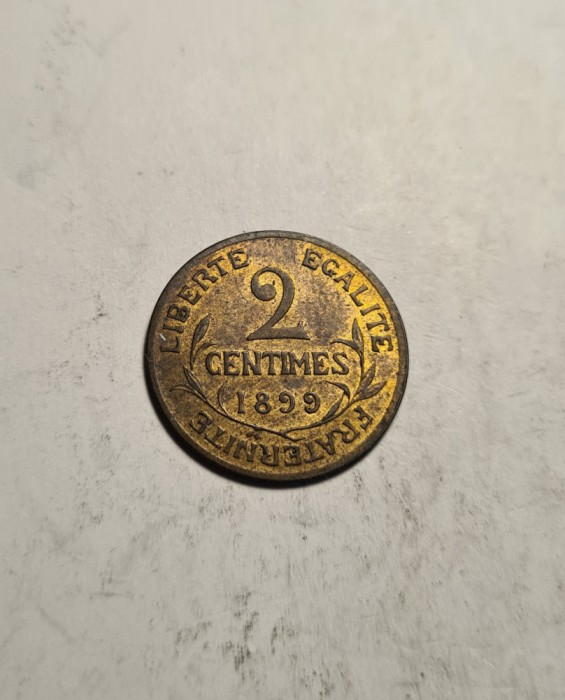 LIBERTE EGALITE FRATERNITE
2
CENTIMES
1899